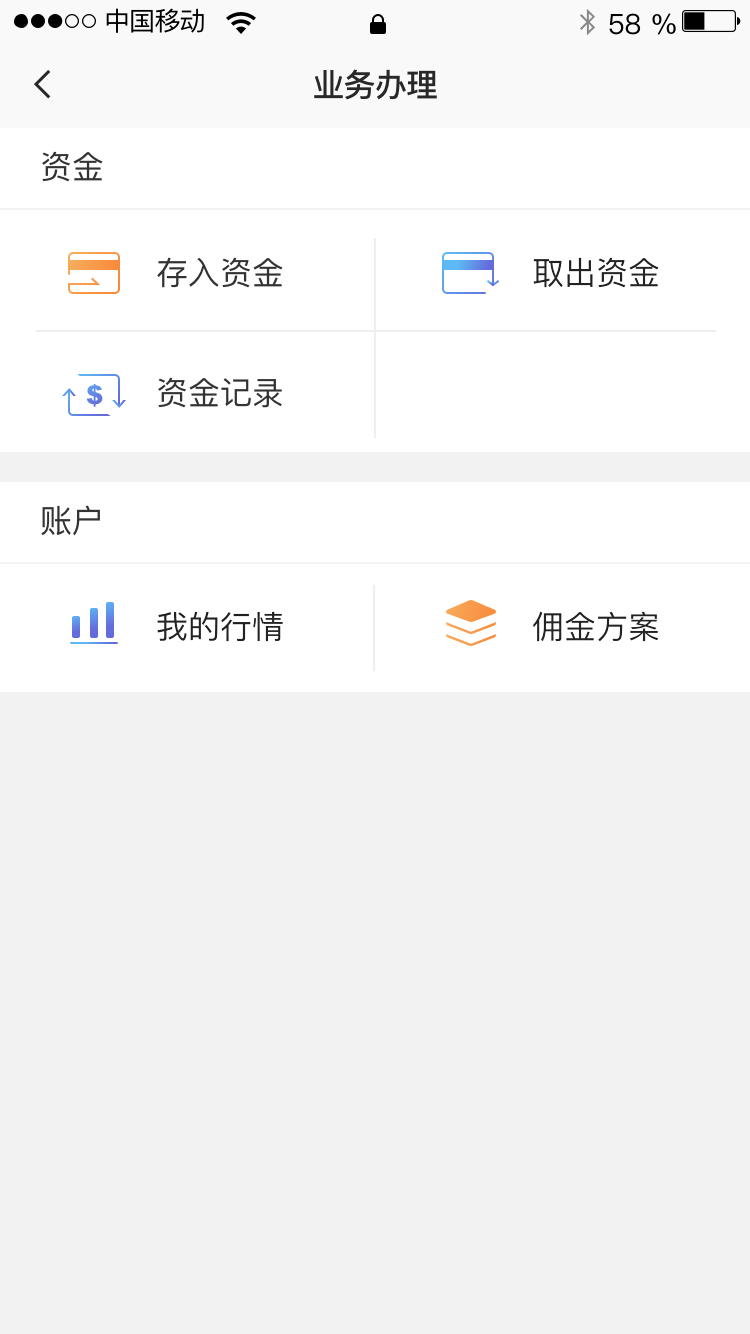 中国移动 58 %
业务办理
资金
存入资金 取出资金
$ 资金记录
账户
我的行情 佣金方案